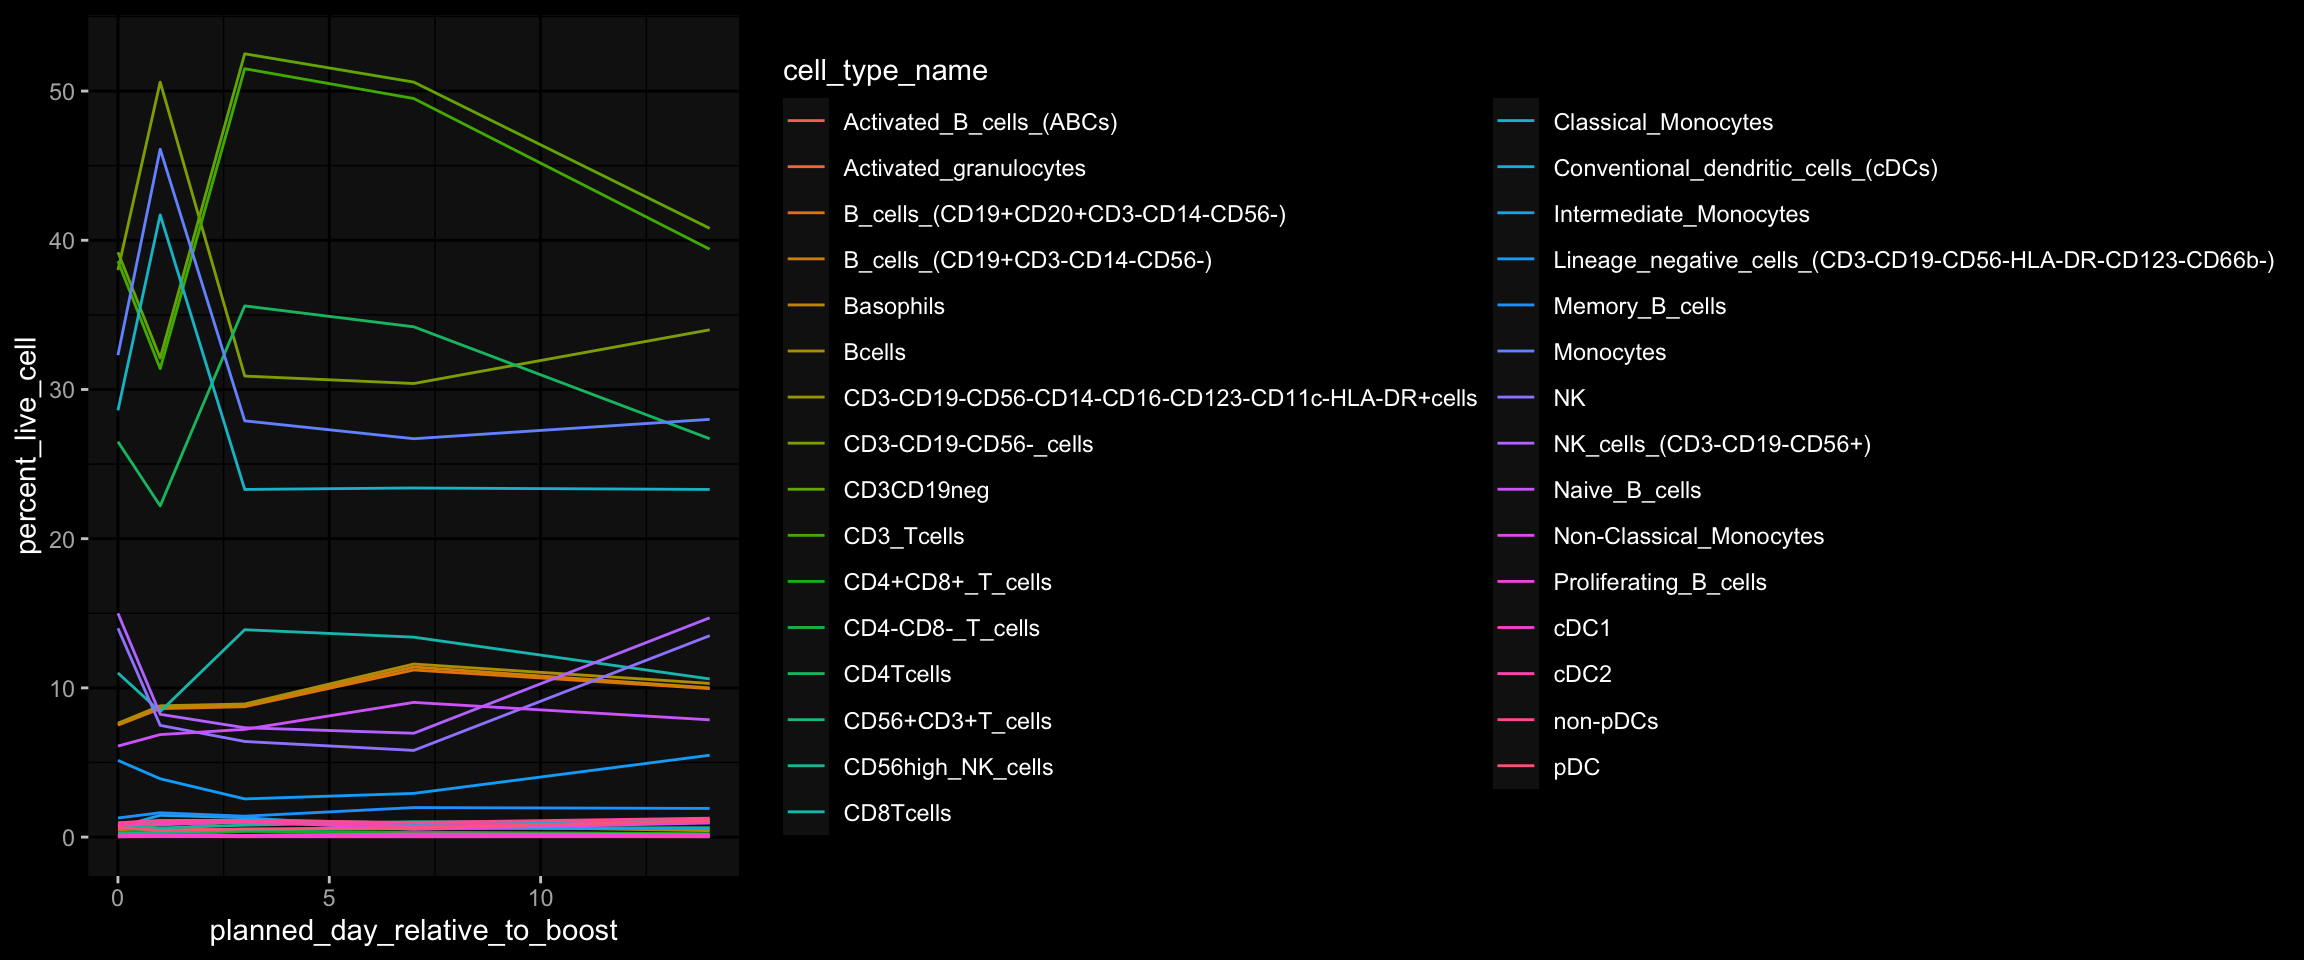 cell_type_name
Activated_B_cells_(ABCs)
Activated_granulocytes
B_cells_(CD19+CD20+CD3-CD14-CD56-)
B_cells_(CD19+CD3-CD14-CD56-)
Basophils
Bcells
CD3-CD19-CD56-CD14-CD16-CD123-CD11c-HLA-DR+cells
CD3-CD19-CD56-_cells
CD3CD19neg
CD3_Tcells
CD4+CD8+_T_cells
CD4-CD8-_T_cells
CD4Tcells
CD56+CD3+T_cells
CD56high_NK_cells
CD8Tcells
Classical_Monocytes
Conventional_dendritic_cells_(cDCs)
Intermediate_Monocytes
Lineage_negative_cells_(CD3-CD19-CD56-HLA-DR-CD123-CD66b-)
Memory_B_cells
Monocytes
NK
NK_cells_(CD3-CD19-CD56+)
Naive_B_cells
Non-Classical_Monocytes
Proliferating_B_cells
cDC1
cDC2
non-pDCs
pDC
percent_live_cell
50
40
30
20
10
0
0 5 10
planned_day_relative_to_boost